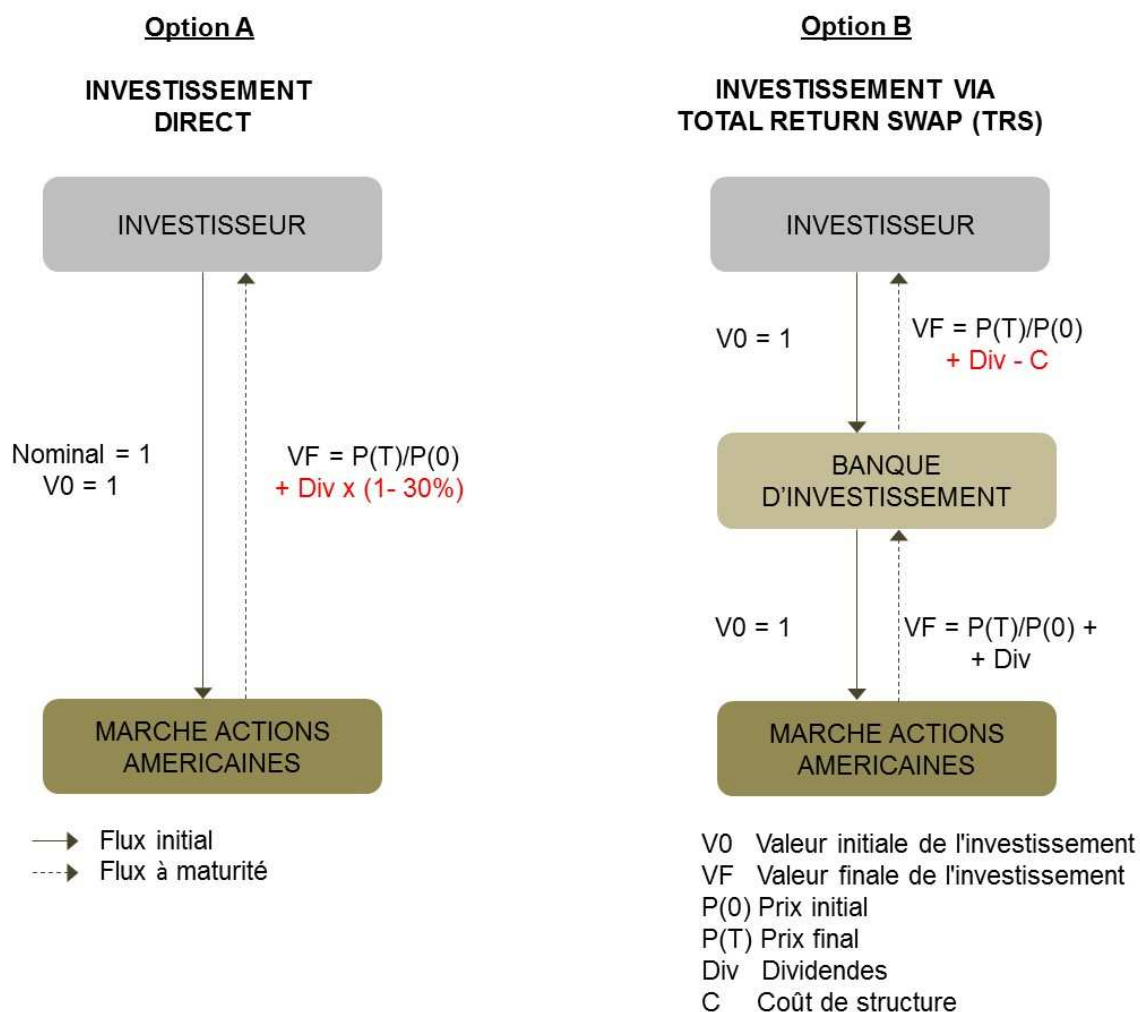 Option A
INVESTISSEMENT
DIRECT
INVESTISSEUR
Nominal = 1
V0 = 1
VF = P(T)/P(0)
+ Div x (1- 30%)
MARCHE ACTIONS
AMERICAINES
Flux initial
Flux à maturité
Option B
INVESTISSEMENT VIA
TOTAL RETURN SWAP (TRS)
INVESTISSEUR
V0 = 1
VF = P(T)/P(0)
+ Div - C
BANQUE
D'INVESTISSEMENT
V0 = 1
VF = P(T)/P(0) +
+ Div
MARCHE ACTIONS
AMERICAINES
V0 Valeur initiale de l'investissement
VF Valeur finale de l'investissement
P(0) Prix initial
P(T) Prix final
Div Dividendes
C Coût de structure